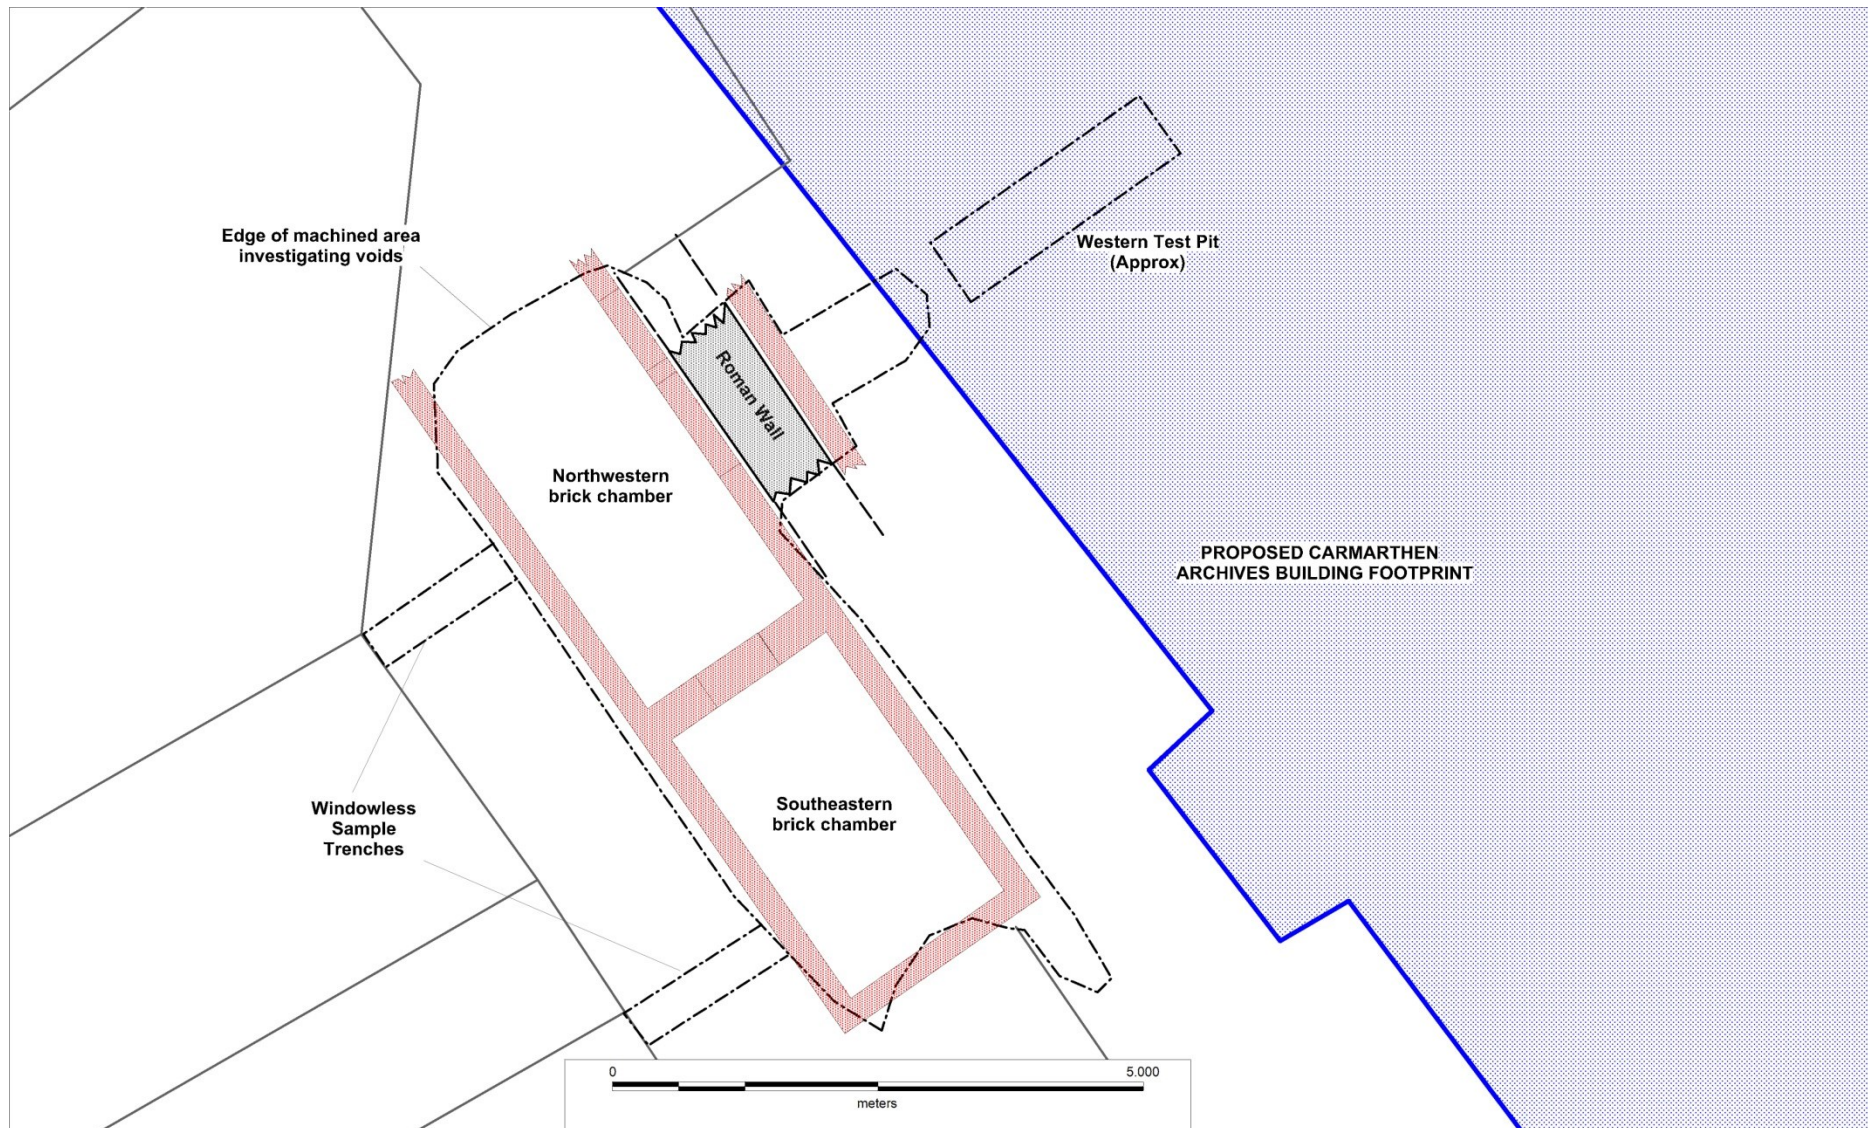 Edge of machined area
investigating voids
Western Test Pit
(Approx)
Roman Wall
Northwestern
brick chamber
PROPOSED CARMARTHEN
ARCHIVES BUILDING FOOTPRINT
Windowless
Sample
Trenches
Southeastern
brick chamber
0 5.000
meters